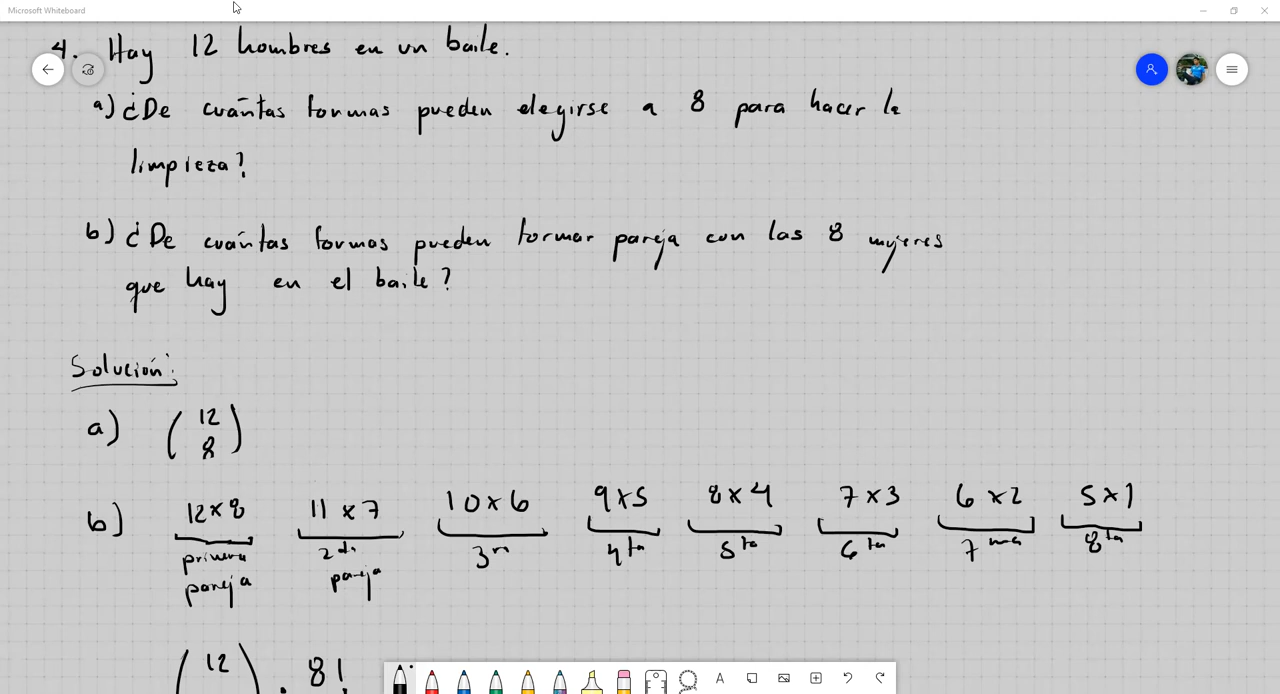 Microsoft Whiteboard
4. Hay 12 hombres en un baile.
a) ¿De cuántas formas pueden elegirse a 8 para hacer la
limpieza?
b) ¿De cuántas formas pueden formar pareja con las 8 mujeres
que hay en el baile?
Solución:
a) (12 8)
b) 12 x 8 11 x 7 10 x 6 9 x 5 8 x 4 7 x 3 6 x 2 5 x 1
primera pareja 2da pareja 3ra 4ta 5ta 6ta 7ma 8ta
(12 . 8!
A